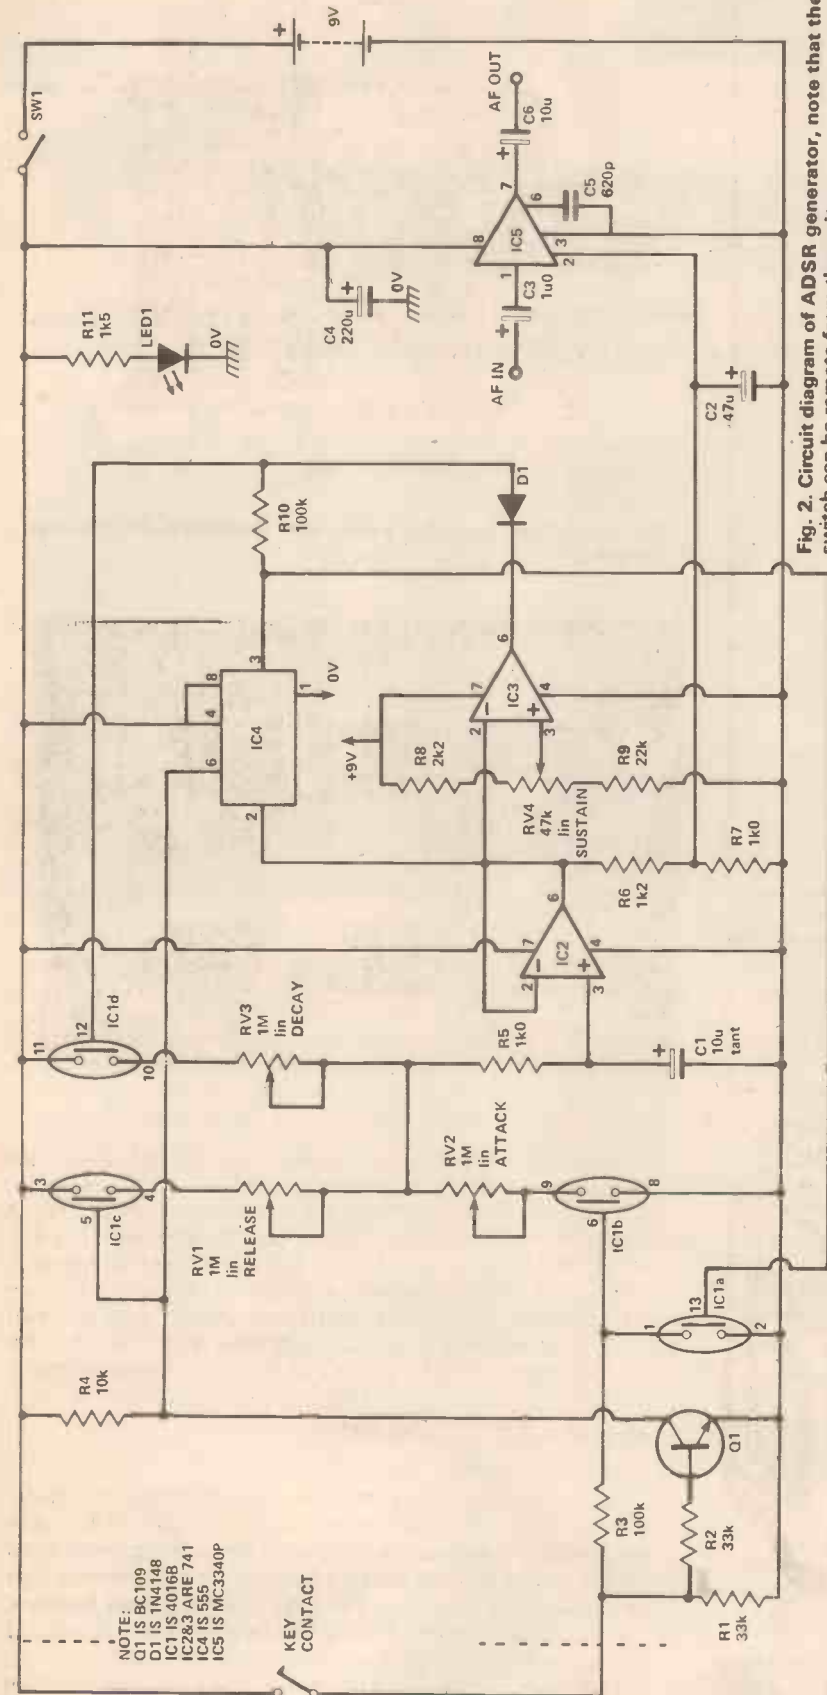 NOTE:
Q1 IS BC109
D1 IS 1N4148
IC1 IS 4016B
IC2&3 ARE 741
IC4 IS 555
IC5 IS MC3340P
KEY
CONTACT
R1
33k
R2
33k
R3
100k
R4
10k
Q1
1
13
IC1a
2
3
5
IC1c
4
RV1
1M
lin
RELEASE
RV2
1M
lin
ATTACK
9
6
IC1b
8
11
12
IC1d
10
RV3
1M
lin
DECAY
R5
1k0
+
C1
10u
tant
2
−
7
IC2
6
3
+
4
R6
1k2
R7
1k0
2
6
4
8
IC4
3
1
0V
+9V
R8
2k2
RV4
47k
lin
SUSTAIN
R9
22k
2
−
7
IC3
6
3
+
4
R10
100k
D1
R11
1k5
LED1
0V
C4
220u
+
0V
AF IN
+
C3
1u0
1
8
IC5
7
6
2
3
C5
620p
+
C6
10u
AF OUT
C2
47u
+
SW1
+
9V
Fig. 2. Circuit diagram of ADSR generator, note that the